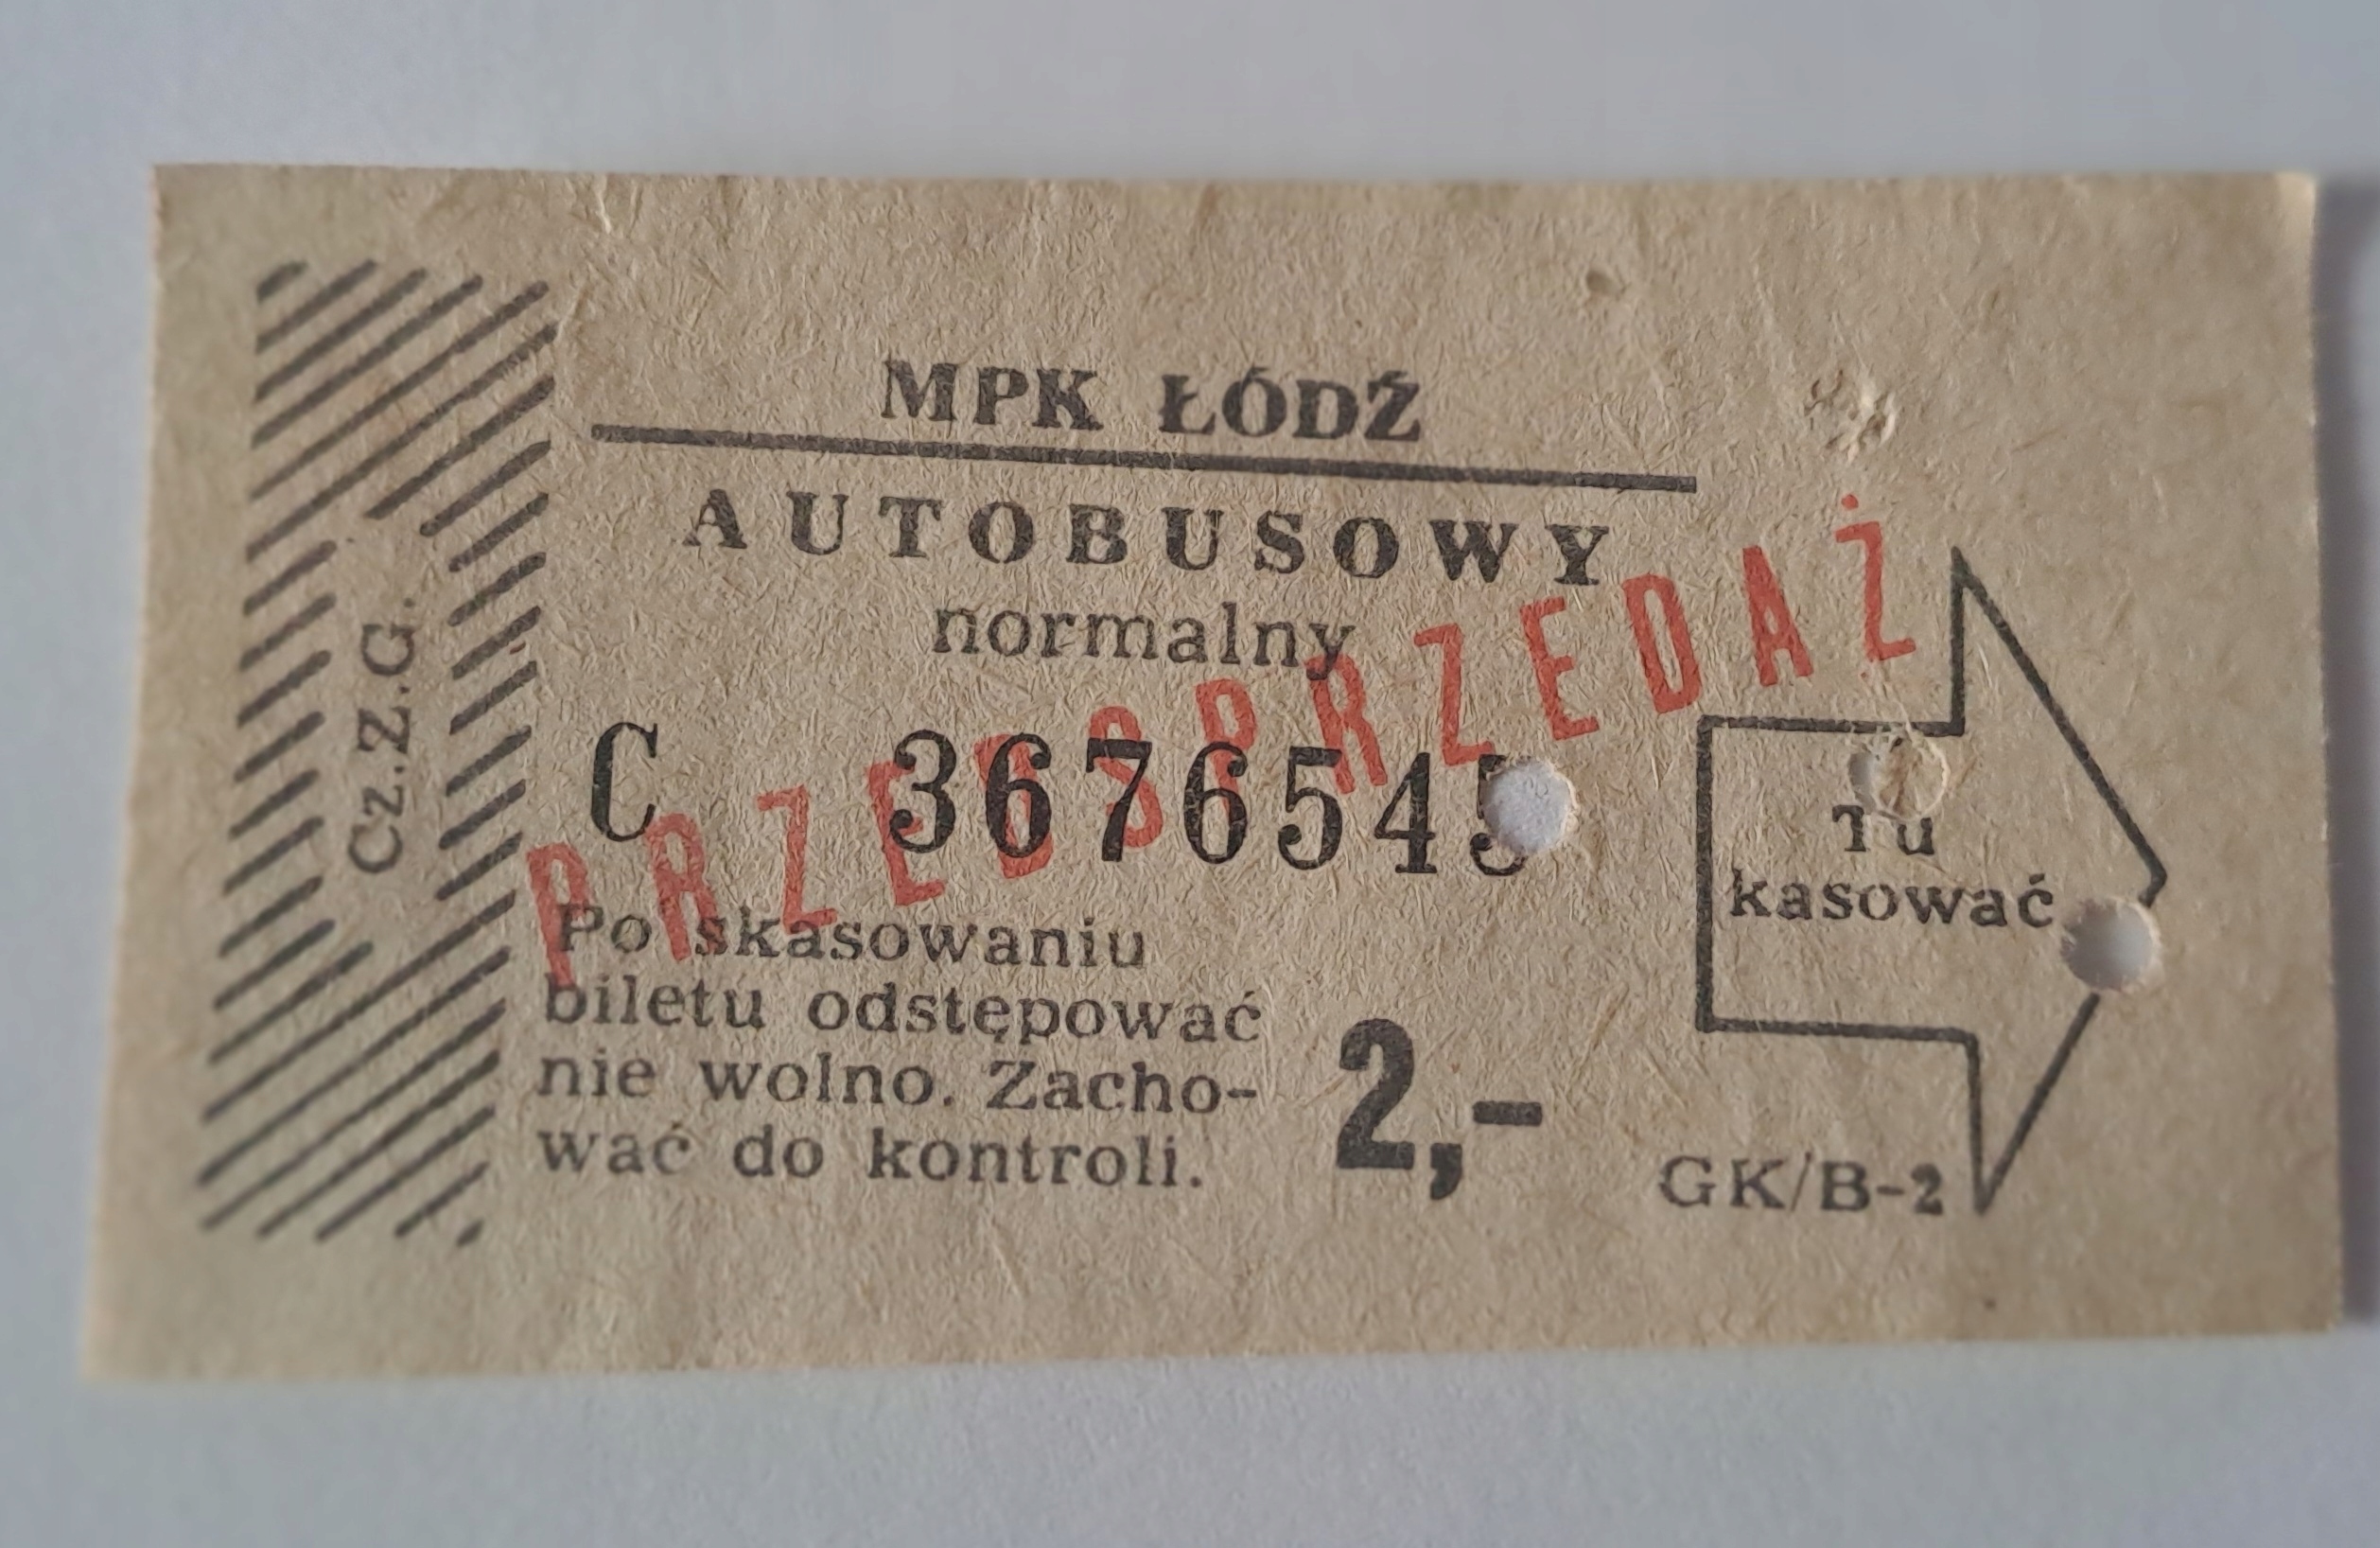 MPK ŁÓDŹ
AUTOBUSOWY
normalny
PRZEDSPRZEDAŻ
C 3676545
Po skasowaniu
biletu odstępować
nie wolno. Zacho-
wać do kontroli.
2,-
Tu
kasować
GK/B-2
Cz.Z.G.